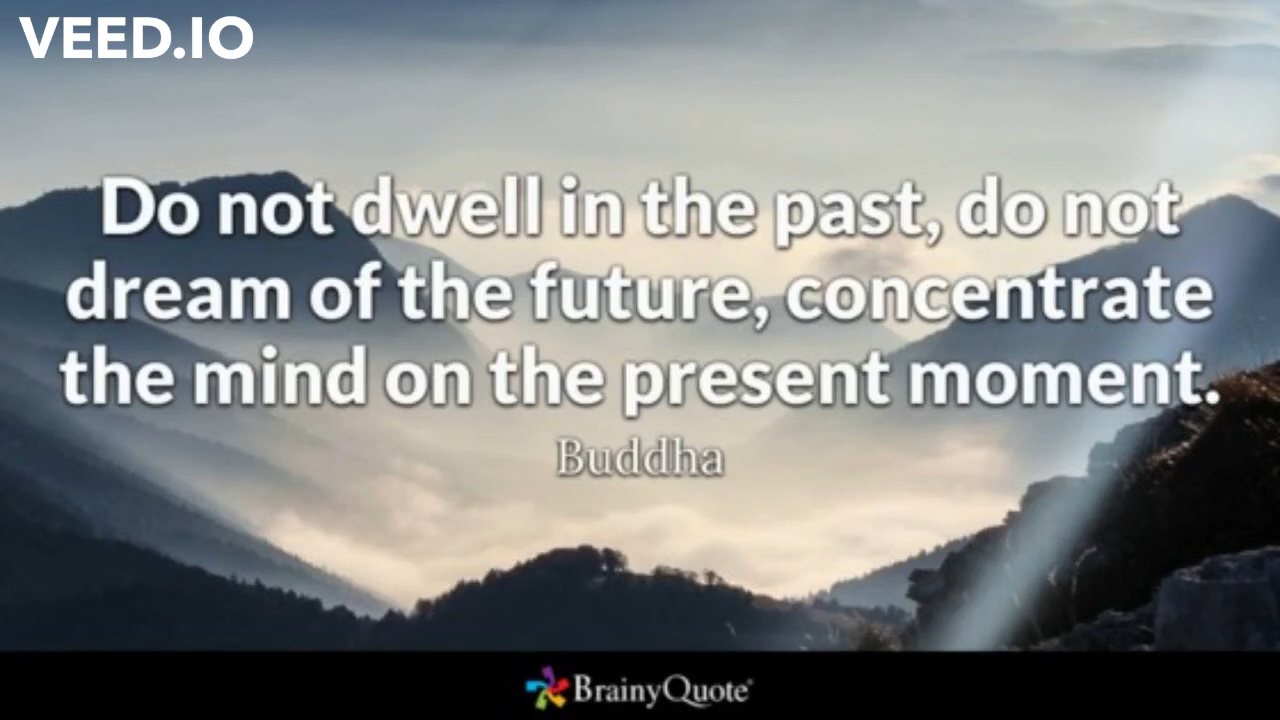 VEED.IO
Do not dwell in the past, do not
dream of the future, concentrate
the mind on the present moment.
Buddha
BrainyQuote®